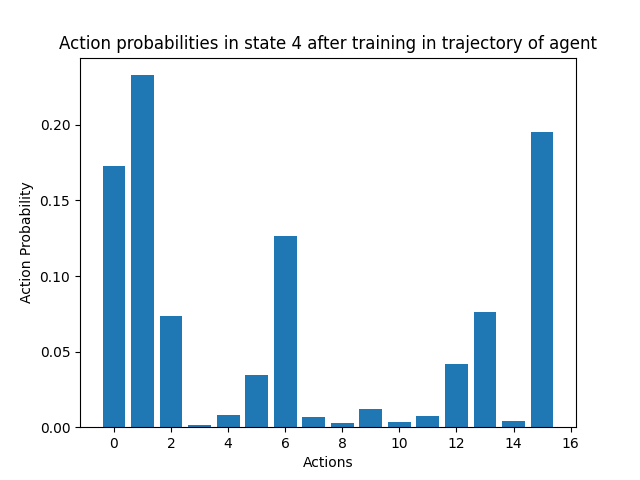 Action probabilities in state 4 after training in trajectory of agent
0.20
0.15
0.10
0.05
0.00
Action Probability
0 2 4 6 8 10 12 14 16
Actions